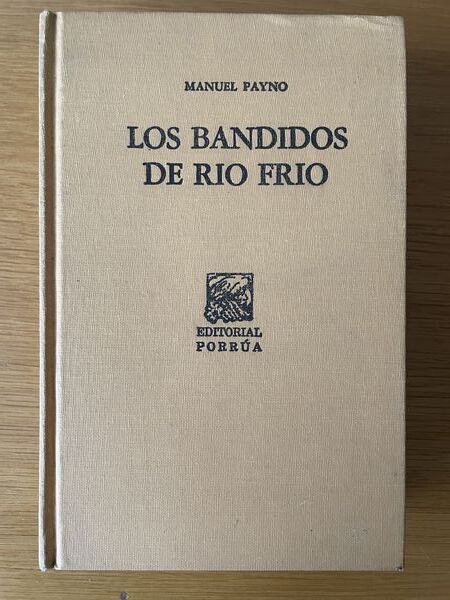 MANUEL PAYNO
LOS BANDIDOS
DE RIO FRIO
EDITORIAL
PORRÚA